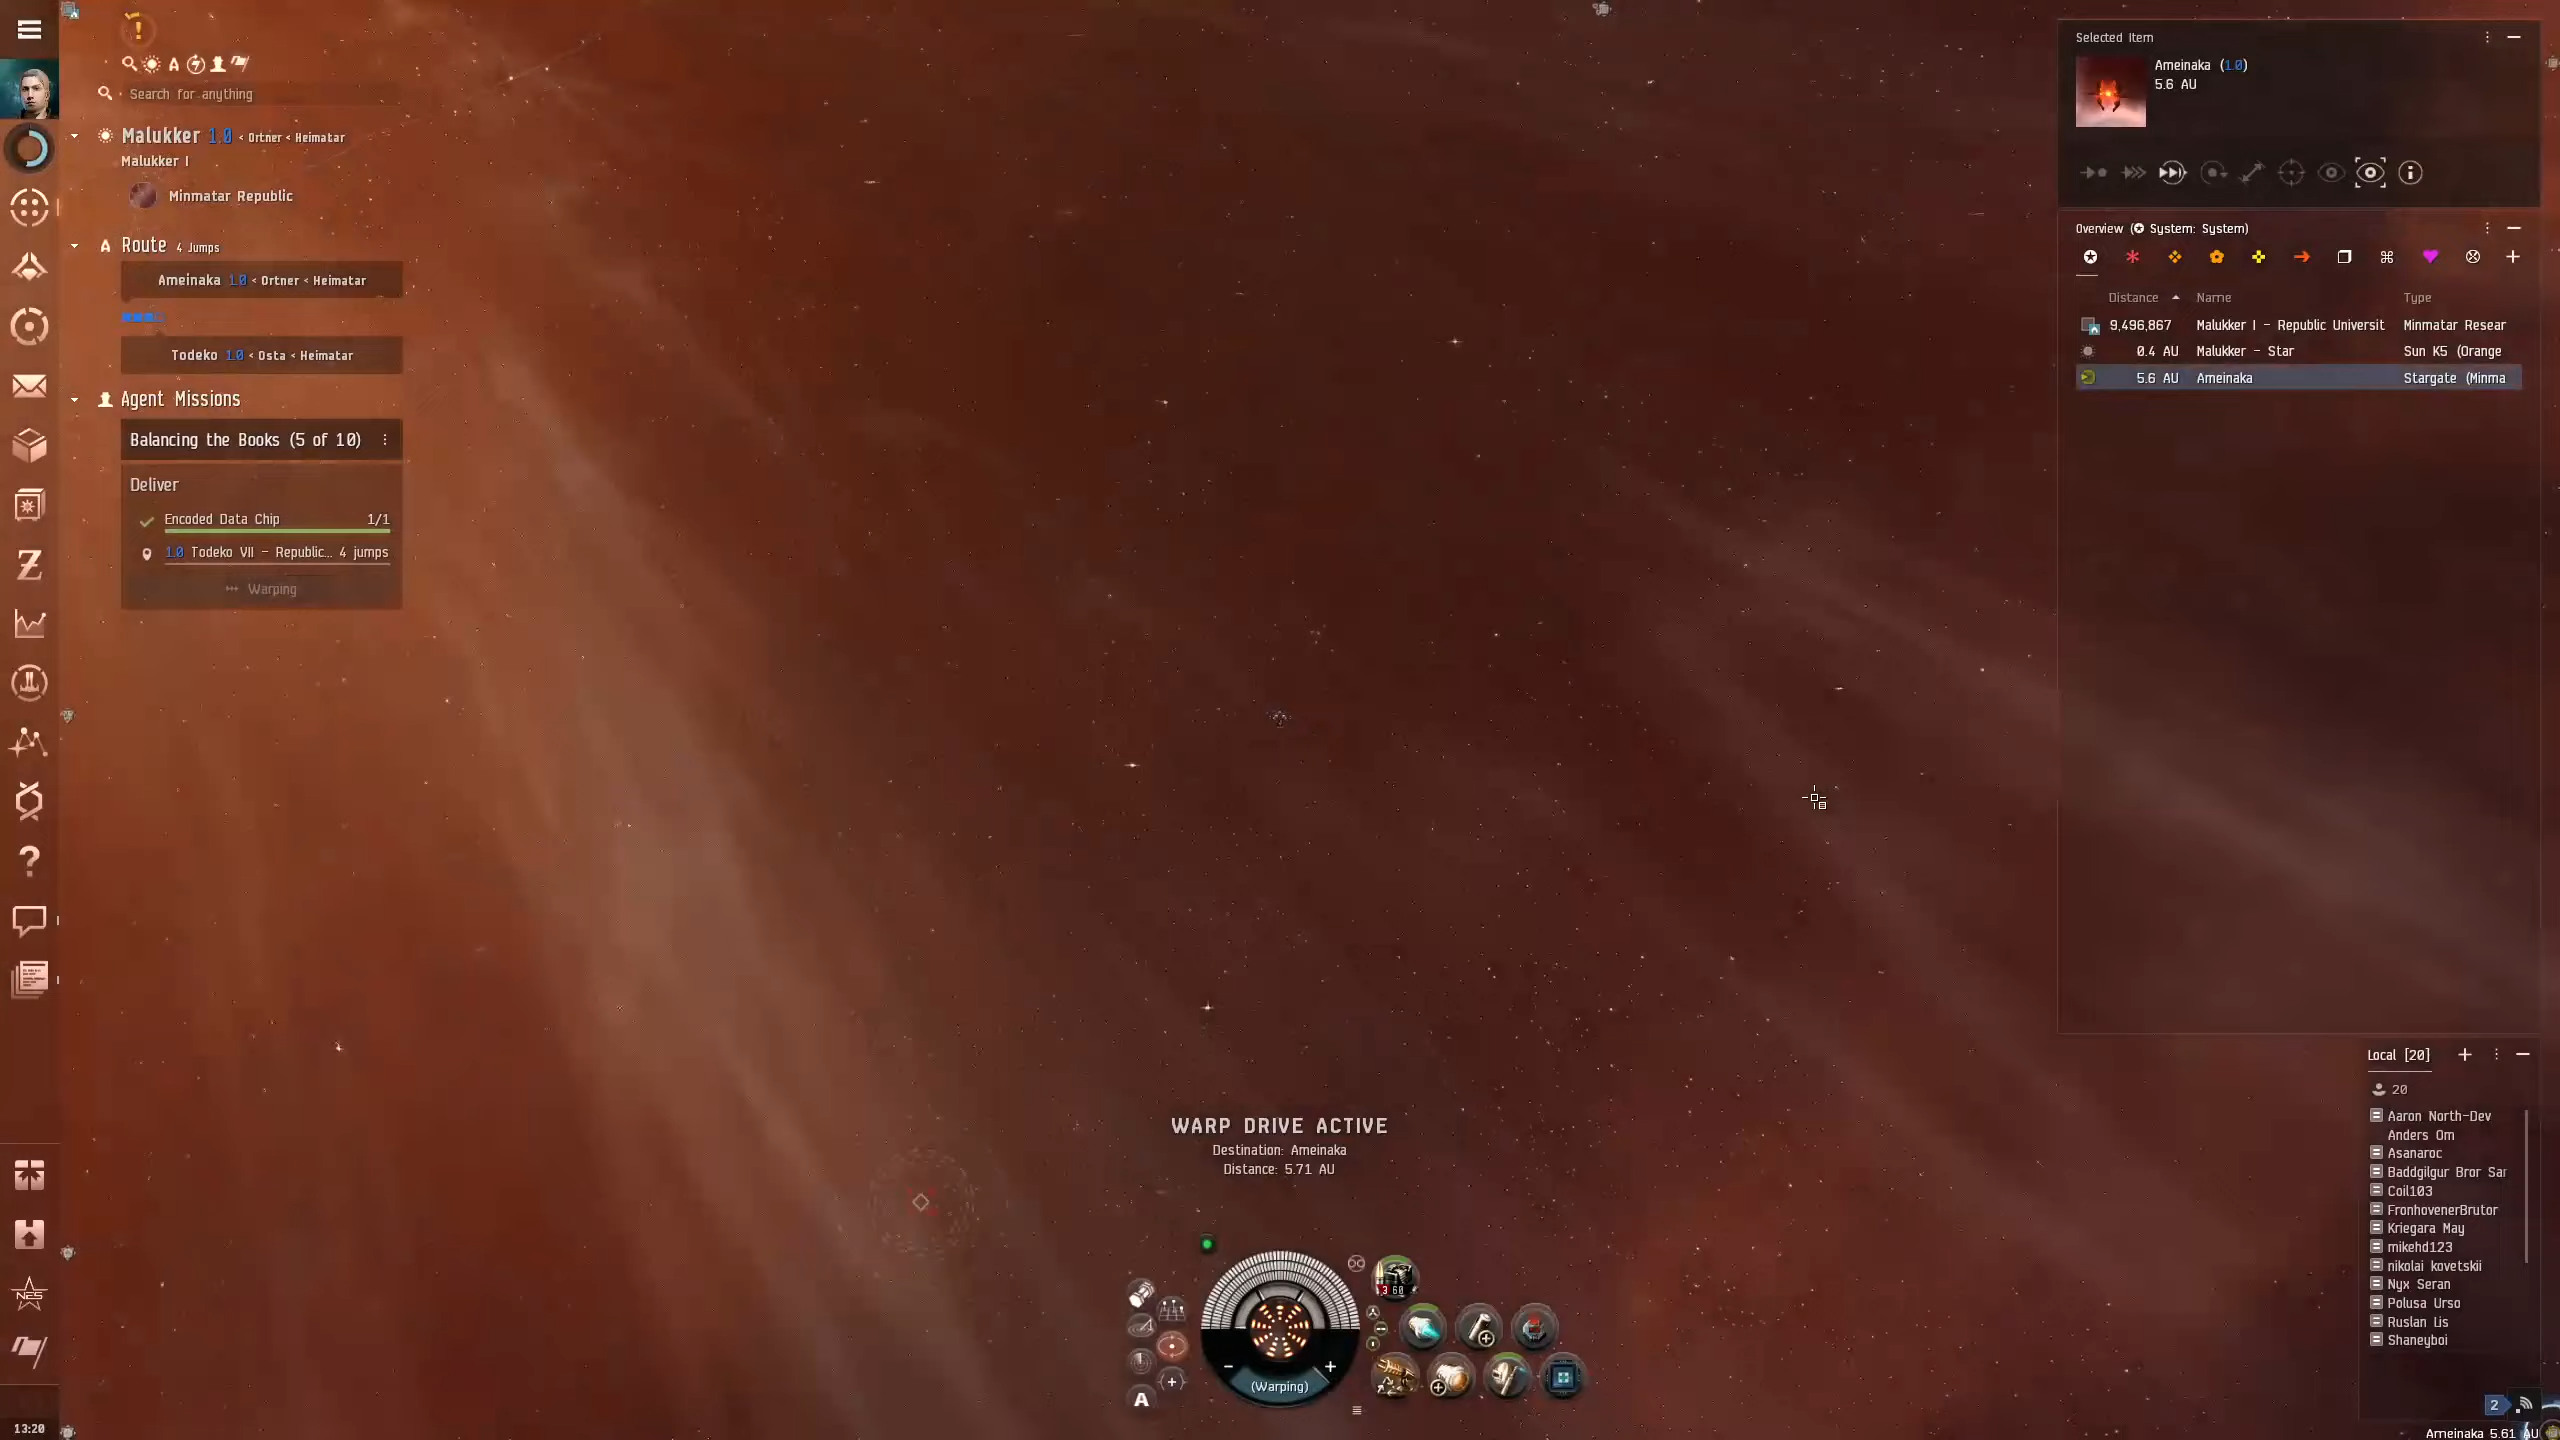 Search for anything
Malukker 1.0 < Ortner < Heimatar
Malukker I
Minmatar Republic
Route 4 Jumps
Ameinaka 1.0 < Ortner < Heimatar
Todeko 1.0 < Osta < Heimatar
Agent Missions
Balancing the Books (5 of 10)
Deliver
Encoded Data Chip 1/1
1.0 Todeko VII - Republic... 4 jumps
Warping
NES
13:20
WARP DRIVE ACTIVE
Destination: Ameinaka
Distance: 5.71 AU
3 60
(Warping)
A
Selected Item
Ameinaka (1.0)
5.6 AU
Overview (✪ System: System)
Distance Name Type
9,496,867 Malukker I - Republic Universit Minmatar Resear
0.4 AU Malukker - Star Sun K5 (Orange
5.6 AU Ameinaka Stargate (Minma
Local [20]
20
Aaron North-Dev
Anders Om
Asanaroc
Baddgilgur Bror Sar
Coil103
FronhovenerBrutor
Kriegara May
mikehd123
nikolai kovetskii
Nyx Seran
Polusa Urso
Ruslan Lis
Shaneyboi
2
Ameinaka 5.61 AU